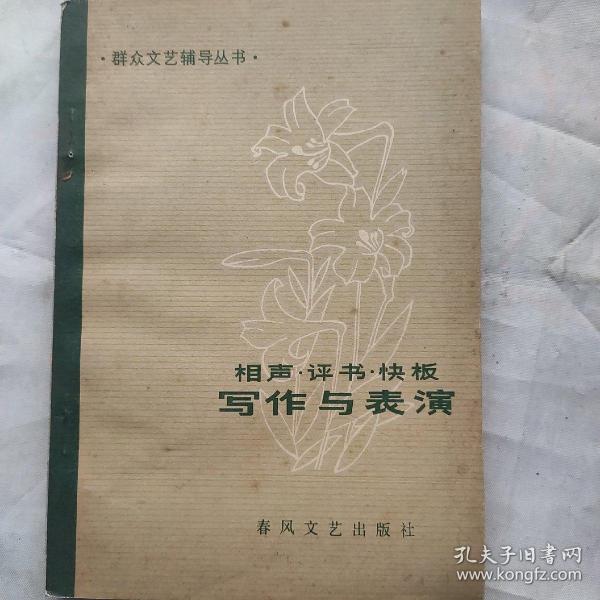 ·群众文艺辅导丛书·
相声·评书·快板
写作与表演
春风文艺出版社
孔夫子旧书网
www.kongfz.com